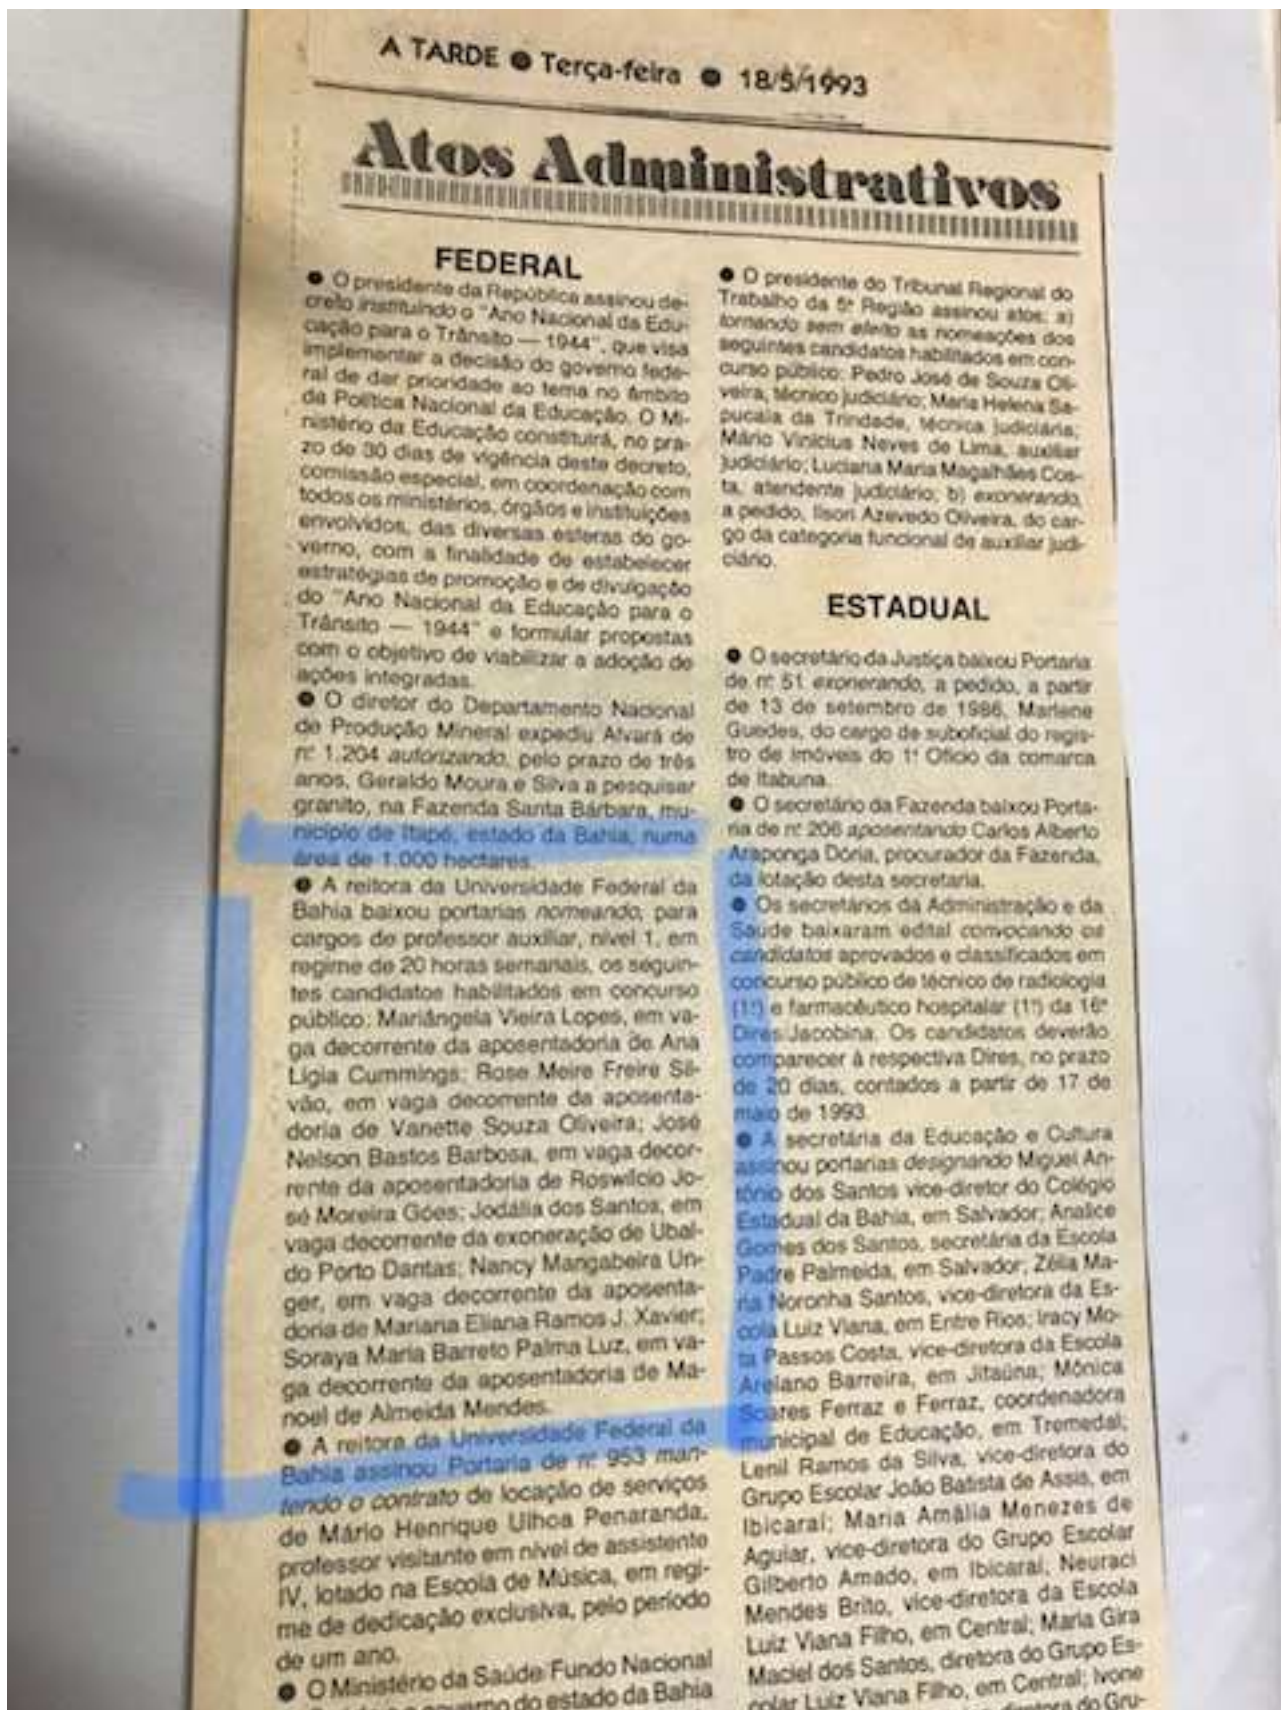 A TARDE ● Terça-feira ● 18/5/1993
Atos Administrativos
FEDERAL
● O presidente da República assinou de-
creto instituindo o "Ano Nacional da Edu-
cação para o Trânsito — 1944", que visa
implementar a decisão do governo fede-
ral de dar prioridade ao tema no âmbito
da Política Nacional da Educação. O Mi-
nistério da Educação constituirá, no pra-
zo de 30 dias de vigência deste decreto,
comissão especial, em coordenação com
todos os ministérios, órgãos e instituições
envolvidos, das diversas esferas do go-
verno, com a finalidade de estabelecer
estratégias de promoção e de divulgação
do "Ano Nacional da Educação para o
Trânsito — 1944" e formular propostas
com o objetivo de viabilizar a adoção de
ações integradas.
● O diretor do Departamento Nacional
de Produção Mineral expediu Alvará de
nº 1.204 autorizando, pelo prazo de três
anos, Geraldo Moura e Silva a pesquisar
granito, na Fazenda Santa Bárbara, mu-
nicípio de Itapé, estado da Bahia, numa
área de 1.000 hectares.
● A reitora da Universidade Federal da
Bahia baixou portarias nomeando, para
cargos de professor auxiliar, nível 1, em
regime de 20 horas semanais, os seguin-
tes candidatos habilitados em concurso
público: Mariângela Vieira Lopes, em va-
ga decorrente da aposentadoria de Ana
Lígia Cummings; Rose Meire Freire Sil-
vão, em vaga decorrente da aposenta-
doria de Vanette Souza Oliveira; José
Nelson Bastos Barbosa, em vaga decor-
rente da aposentadoria de Roswilcio Jo-
sé Moreira Góes; Jodália dos Santos, em
vaga decorrente da exoneração de Ubal-
do Porto Dantas; Nancy Mangabeira Un-
ger, em vaga decorrente da aposenta-
doria de Mariana Eliana Ramos J. Xavier;
Soraya Maria Barreto Palma Luz, em va-
ga decorrente da aposentadoria de Ma-
noel de Almeida Mendes.
● A reitora da Universidade Federal da
Bahia assinou Portaria de nº 953 man-
tendo o contrato de locação de serviços
de Mário Henrique Ulhoa Penaranda,
professor visitante em nível de assistente
IV, lotado na Escola de Música, em regi-
me de dedicação exclusiva, pelo período
de um ano.
● O Ministério da Saúde/Fundo Nacional
governo do estado da Bahia
● O presidente do Tribunal Regional do
Trabalho da 5ª Região assinou atos: a)
tornando sem efeito as nomeações dos
seguintes candidatos habilitados em con-
curso público: Pedro José de Souza Oli-
veira, técnico judiciário; Maria Helena Sa-
pucaia da Trindade, técnica judiciária;
Mário Vinicius Neves de Lima, auxiliar
judiciário; Luciana Maria Magalhães Cos-
ta, atendente judiciário; b) exonerando,
a pedido, Ilson Azevedo Oliveira, do car-
go da categoria funcional de auxiliar judi-
ciário.
ESTADUAL
● O secretário da Justiça baixou Portaria
de nº 51 exonerando, a pedido, a partir
de 13 de setembro de 1986, Marlene
Guedes, do cargo de suboficial do regis-
tro de Imóveis do 1º Ofício da comarca
de Itabuna.
● O secretário da Fazenda baixou Porta-
ria de nº 206 aposentando Carlos Alberto
Araponga Dória, procurador da Fazenda,
da lotação desta secretaria.
● Os secretários da Administração e da
Saúde baixaram edital convocando os
candidatos aprovados e classificados em
concurso público de técnico de radiologia
(1º) e farmacêutico hospitalar (1º) da 16ª
Dires/Jacobina. Os candidatos deverão
comparecer à respectiva Dires, no prazo
de 20 dias, contados a partir de 17 de
maio de 1993.
● A secretária da Educação e Cultura
assinou portarias designando Miguel An-
tônio dos Santos vice-diretor do Colégio
Estadual da Bahia, em Salvador; Analice
Gomes dos Santos, secretária da Escola
Padre Palmeida, em Salvador; Zélia Ma-
ria Noronha Santos, vice-diretora da Es-
cola Luiz Viana, em Entre Rios; Iracy Mo-
ta Passos Costa, vice-diretora da Escola
Arelano Barreira, em Jitaúna; Mônica
Soares Ferraz e Ferraz, coordenadora
municipal de Educação, em Tremedal;
Lenil Ramos da Silva, vice-diretora do
Grupo Escolar João Batista de Assis, em
Ibicaraí; Maria Amália Menezes de
Aguiar, vice-diretora do Grupo Escolar
Gilberto Amado, em Ibicaraí, Neuraci
Mendes Brito, vice-diretora da Escola
Luiz Viana Filho, em Central; Maria Gira
Maciel dos Santos, diretora do Grupo Es-
colar Luiz Viana Filho, em Central; Ivone
diretora do Gru-